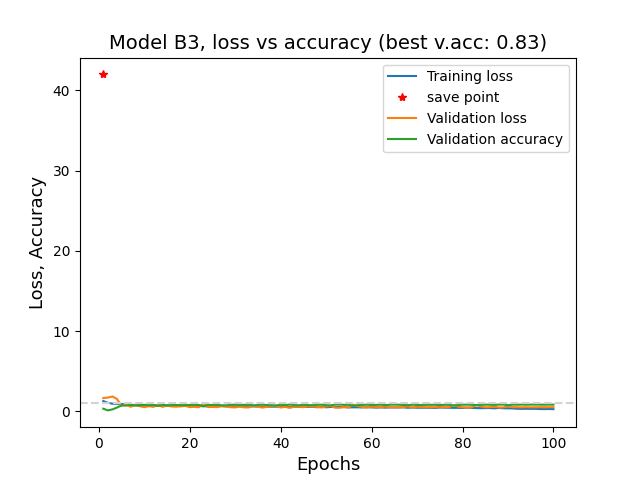 Model B3, loss vs accuracy (best v.acc: 0.83)
Training loss
save point
Validation loss
Validation accuracy
Loss, Accuracy
40
30
20
10
0
0 20 40 60 80 100
Epochs